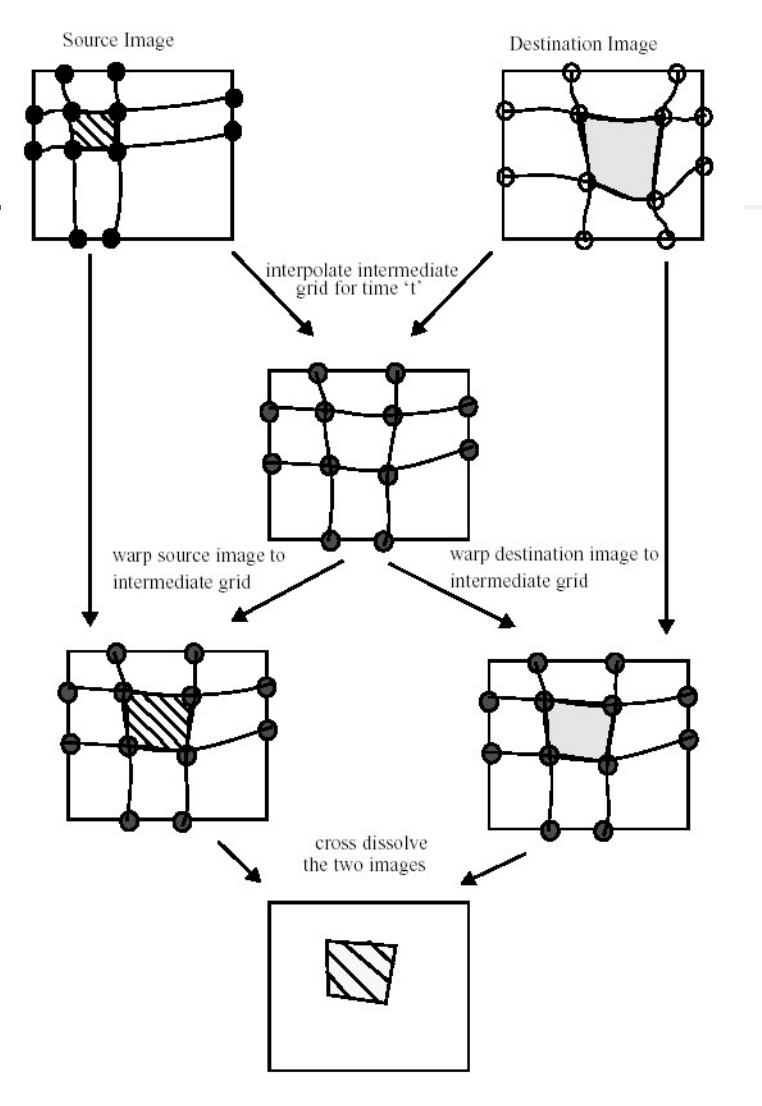 Source Image
Destination Image
interpolate intermediate
grid for time ‘t’
warp source image to
intermediate grid
warp destination image to
intermediate grid
cross dissolve
the two images